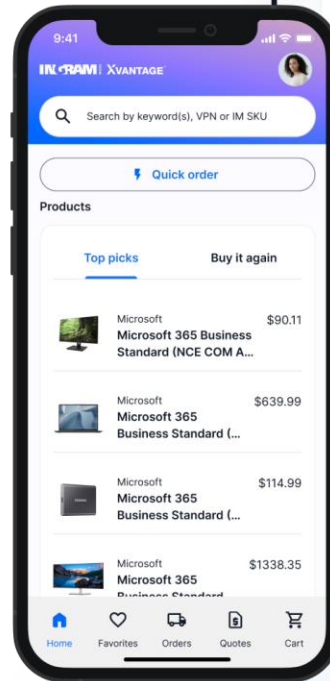 9:41
INGRAM XVANTAGE
Search by keyword(s), VPN or IM SKU
Quick order
Products
Top picks Buy it again
Microsoft $90.11
Microsoft 365 Business
Standard (NCE COM A...
Microsoft $639.99
Microsoft 365
Business Standard (...
Microsoft $114.99
Microsoft 365
Business Standard (...
Microsoft $1338.35
Microsoft 365
Business Standard
Home Favorites Orders Quotes Cart